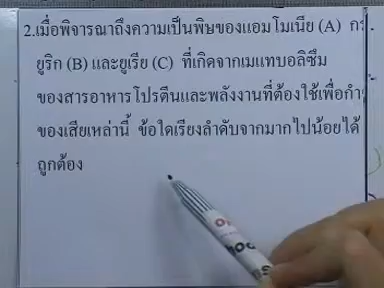 2.เมื่อพิจารณาถึงความเป็นพิษของแอมโมเนีย (A)
ยูริก (B) และยูเรีย (C) ที่เกิดจากเมแทบอลิซึม
ของสารอาหารโปรตีนและพลังงานที่ต้องใช้เพื่อกำ
ของเสียเหล่านี้ ข้อใดเรียงลำดับจากมากไปน้อยได้
ถูกต้อง